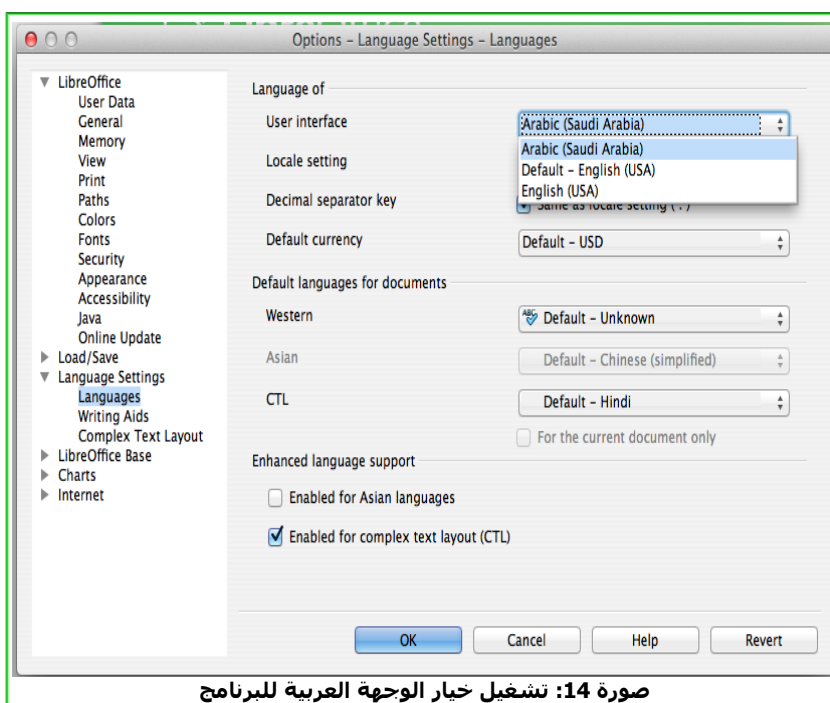 Options – Language Settings – Languages
LibreOffice
User Data
General
Memory
View
Print
Paths
Colors
Fonts
Security
Appearance
Accessibility
Java
Online Update
Load/Save
Language Settings
Languages
Writing Aids
Complex Text Layout
LibreOffice Base
Charts
Internet
Language of
User interface
Arabic (Saudi Arabia)
Arabic (Saudi Arabia)
Default – English (USA)
English (USA)
Locale setting
Decimal separator key
Same as locale setting ( . )
Default currency
Default – USD
Default languages for documents
Western
Default – Unknown
Asian
Default – Chinese (simplified)
CTL
Default – Hindi
For the current document only
Enhanced language support
Enabled for Asian languages
Enabled for complex text layout (CTL)
OK
Cancel
Help
Revert
صورة 14: تشغيل خيار الوجهة العربية للبرنامج